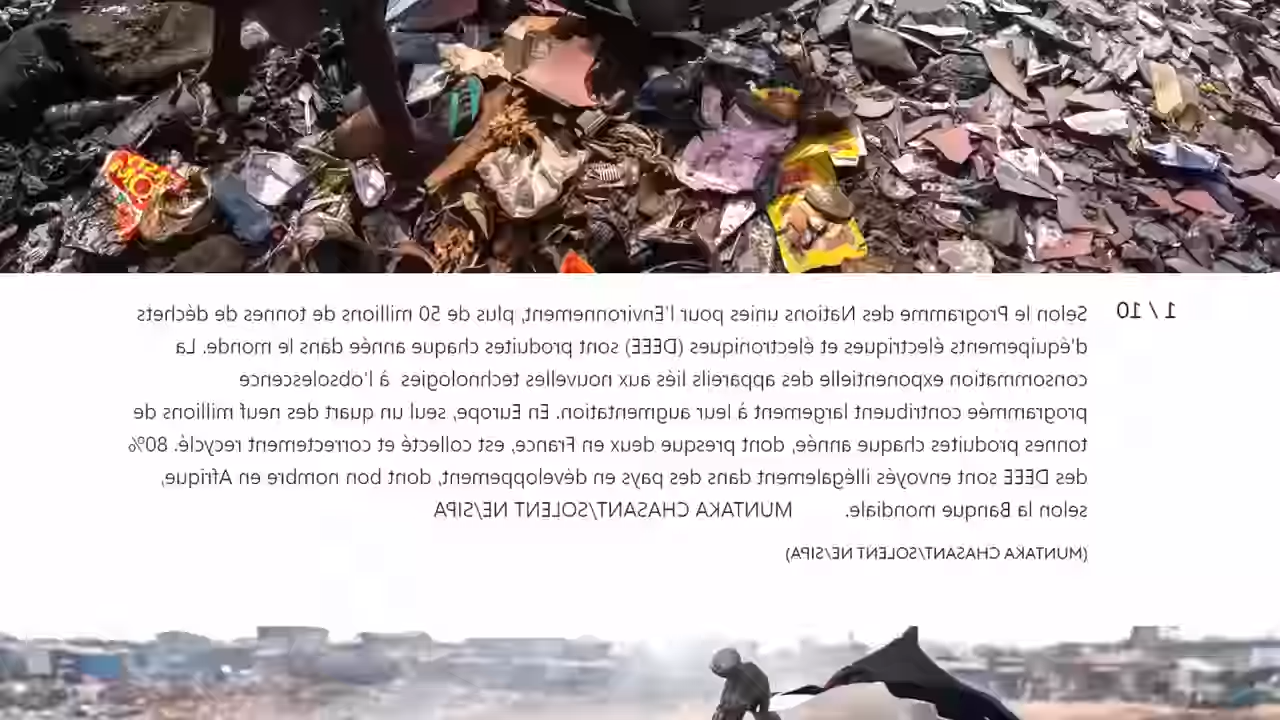 1 / 10
Selon le Programme des Nations unies pour l'Environnement, plus de 50 millions de tonnes de déchets
d'équipements électriques et électroniques (DEEE) sont produites chaque année dans le monde. La
consommation exponentielle des appareils liés aux nouvelles technologies  à l'obsolescence
programmée contribuent largement à leur augmentation. En Europe, seul un quart des neuf millions de
tonnes produites chaque année, dont presque deux en France, est collecté et correctement recyclé. 80%
des DEEE sont envoyés illégalement dans des pays en développement, dont bon nombre en Afrique,
selon la Banque mondiale. MUNTAKA CHASANT/SOLENT NE/SIPA
(MUNTAKA CHASANT/SOLENT NE/SIPA)